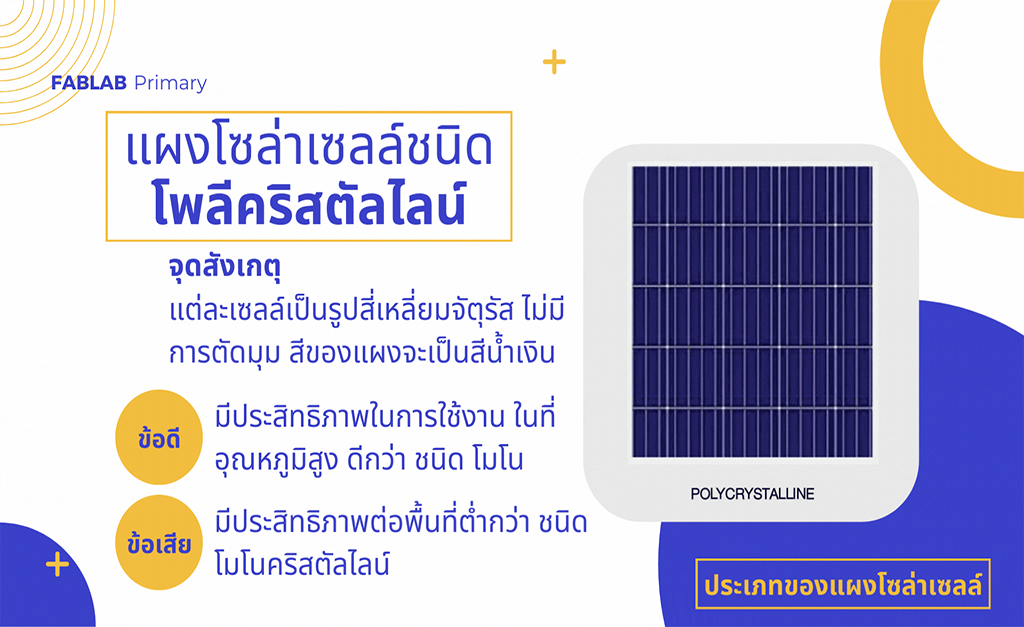 FABLAB Primary
แผงโซล่าเซลล์ชนิด
โพลีคริสตัลไลน์
จุดสังเกตุ
แต่ละเซลล์เป็นรูปสี่เหลี่ยมจัตุรัส ไม่มี
การตัดมุม สีของแผงจะเป็นสีน้ำเงิน
ข้อดี
มีประสิทธิภาพในการใช้งาน ในที่
อุณหภูมิสูง ดีกว่า ชนิด โมโน
ข้อเสีย
มีประสิทธิภาพต่อพื้นที่ต่ำกว่า ชนิด
โมโนคริสตัลไลน์
POLYCRYSTALLINE
ประเภทของแผงโซล่าเซลล์